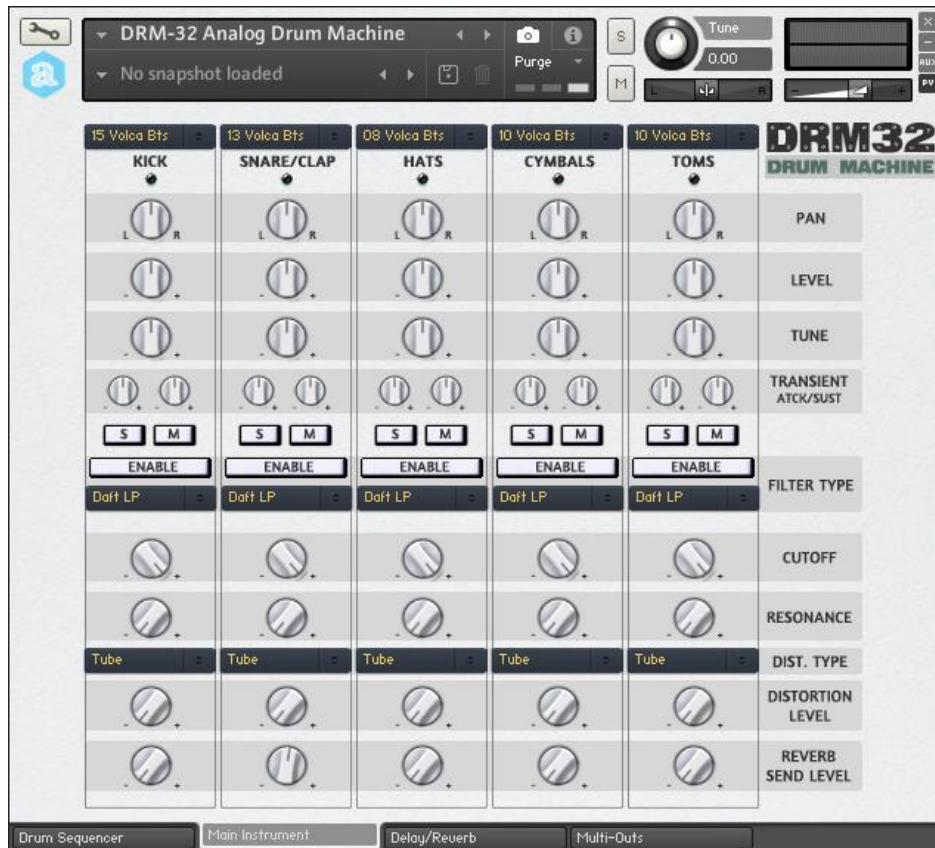 DRM-32 Analog Drum Machine
S
Tune
0.00
AUX
PV
No snapshot loaded
Purge
M
L R
- +
a
15 Volca Bts 13 Volca Bts 08 Volca Bts 10 Volca Bts 10 Volca Bts
DRM32
DRUM MACHINE
KICK SNARE/CLAP HATS CYMBALS TOMS
L R L R L R L R L R PAN
- + - + - + - + - + LEVEL
- + - + - + - + - + TUNE
- + - + - + - + - + - + - + - + - + - + TRANSIENT
ATCK/SUST
S M S M S M S M S M
ENABLE ENABLE ENABLE ENABLE ENABLE
Daft LP Daft LP Daft LP Daft LP Daft LP FILTER TYPE
- + - + - + - + - + CUTOFF
- + - + - + - + - + RESONANCE
Tube Tube Tube Tube Tube DIST. TYPE
- + - + - + - + - + DISTORTION
LEVEL
- + - + - + - + - + REVERB
SEND LEVEL
Drum Sequencer Main Instrument Delay/Reverb Multi-Outs